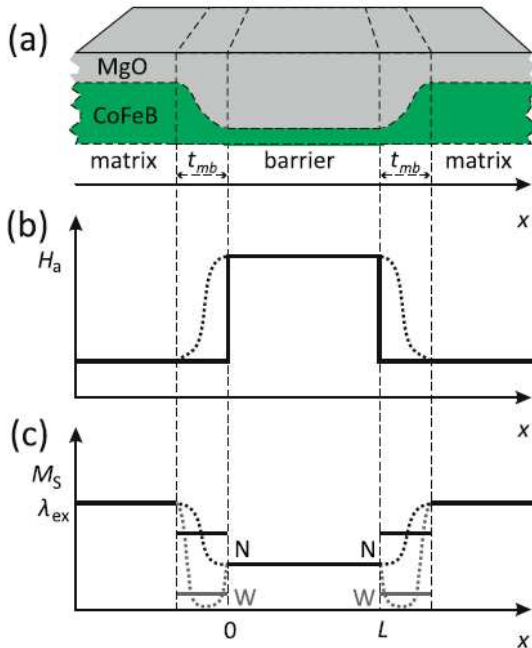 (a)
MgO
CoFeB
matrix t_mb barrier t_mb matrix
x
(b)
H_a
x
(c)
M_S
λ_ex
N N
W W
0 L x